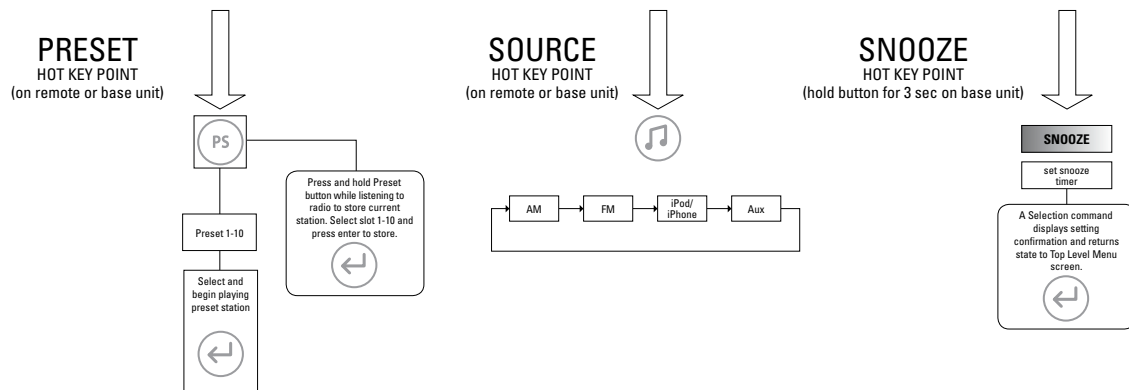 PRESET
HOT KEY POINT
(on remote or base unit)
PS
Press and hold Preset
button while listening to
radio to store current
station. Select slot 1-10 and
press enter to store.
Preset 1-10
Select and
begin playing
preset station
SOURCE
HOT KEY POINT
(on remote or base unit)
AM
FM
iPod/
iPhone
Aux
SNOOZE
HOT KEY POINT
(hold button for 3 sec on base unit)
SNOOZE
set snooze
timer
A Selection command
displays setting
confirmation and returns
state to Top Level Menu
screen.